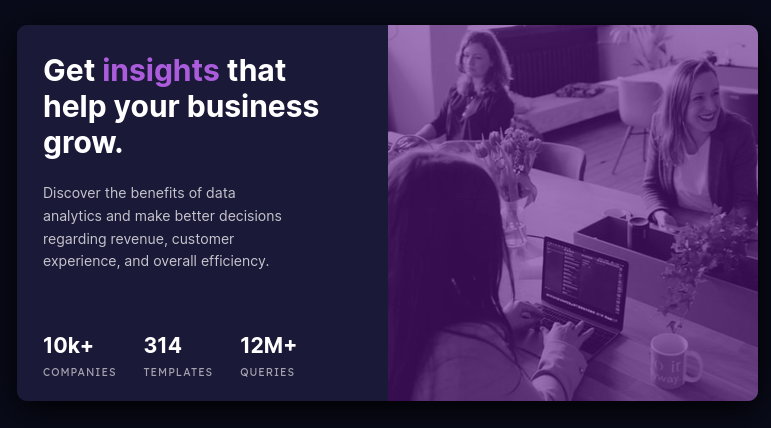 Get insights that
help your business
grow.
Discover the benefits of data
analytics and make better decisions
regarding revenue, customer
experience, and overall efficiency.
10k+ 314 12M+
COMPANIES TEMPLATES QUERIES